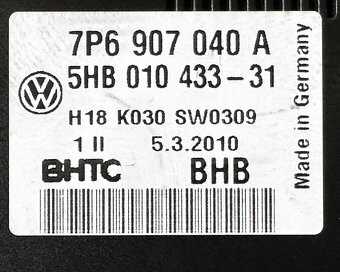 7P6 907 040 A
5HB 010 433-31
H18 K030 SW0309
1 II 5.3.2010
BHTC BHB
Made in Germany